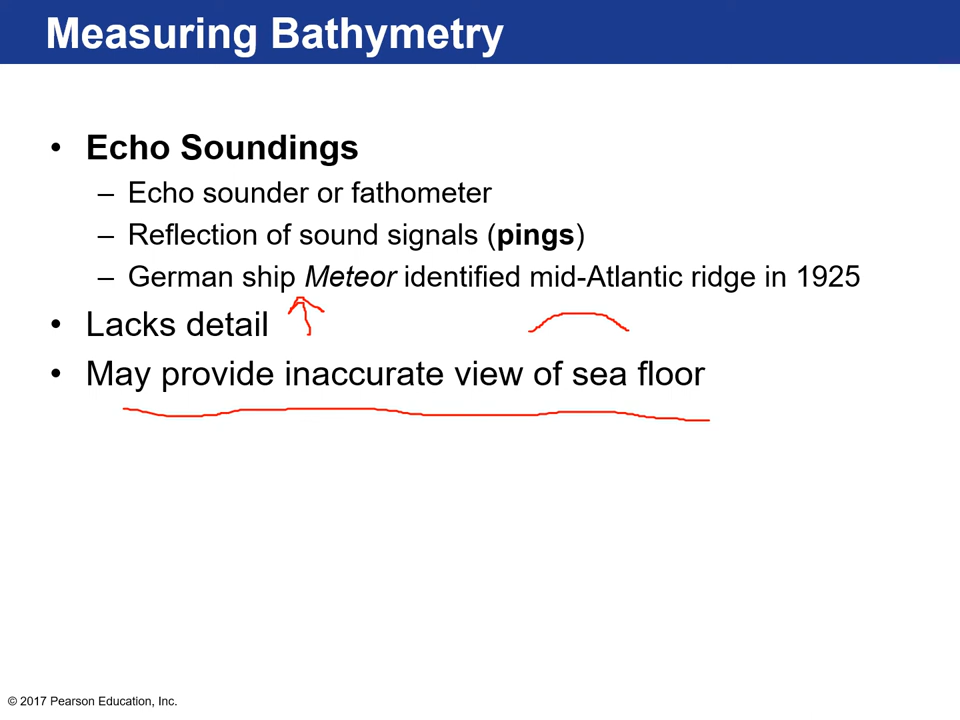 Measuring Bathymetry
• Echo Soundings
– Echo sounder or fathometer
– Reflection of sound signals (pings)
– German ship Meteor identified mid-Atlantic ridge in 1925
• Lacks detail
• May provide inaccurate view of sea floor
© 2017 Pearson Education, Inc.